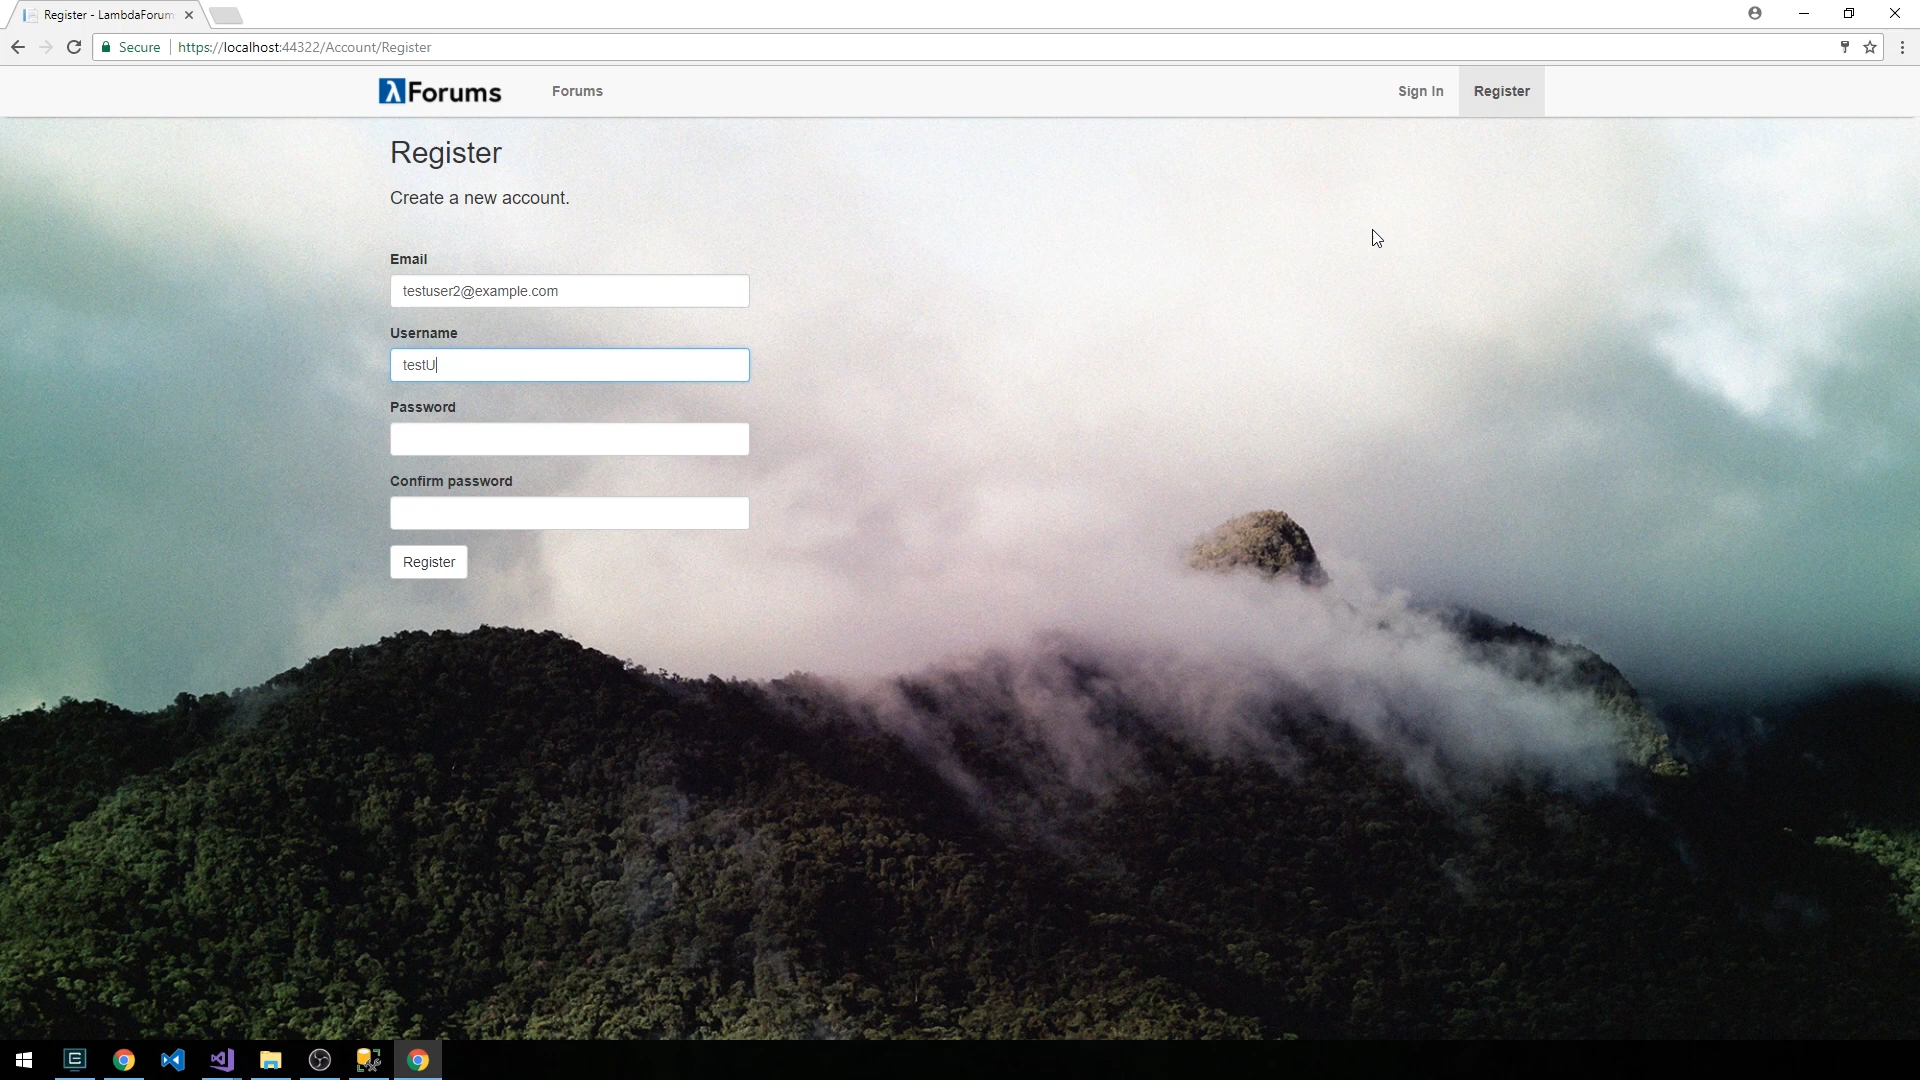 Register - LambdaForum
Secure
https://localhost:44322/Account/Register
λForums
Forums
Sign In
Register
Register
Create a new account.
Email
testuser2@example.com
Username
testU
Password
Confirm password
Register